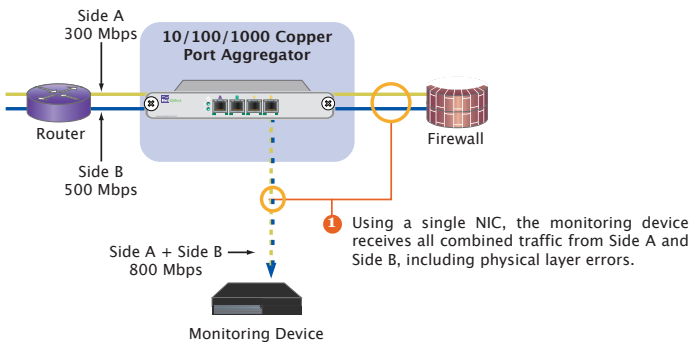 Side A
300 Mbps
10/100/1000 Copper
Port Aggregator
Router
Firewall
Side B
500 Mbps
1 Using a single NIC, the monitoring device
receives all combined traffic from Side A and
Side B, including physical layer errors.
Side A + Side B
800 Mbps
Monitoring Device